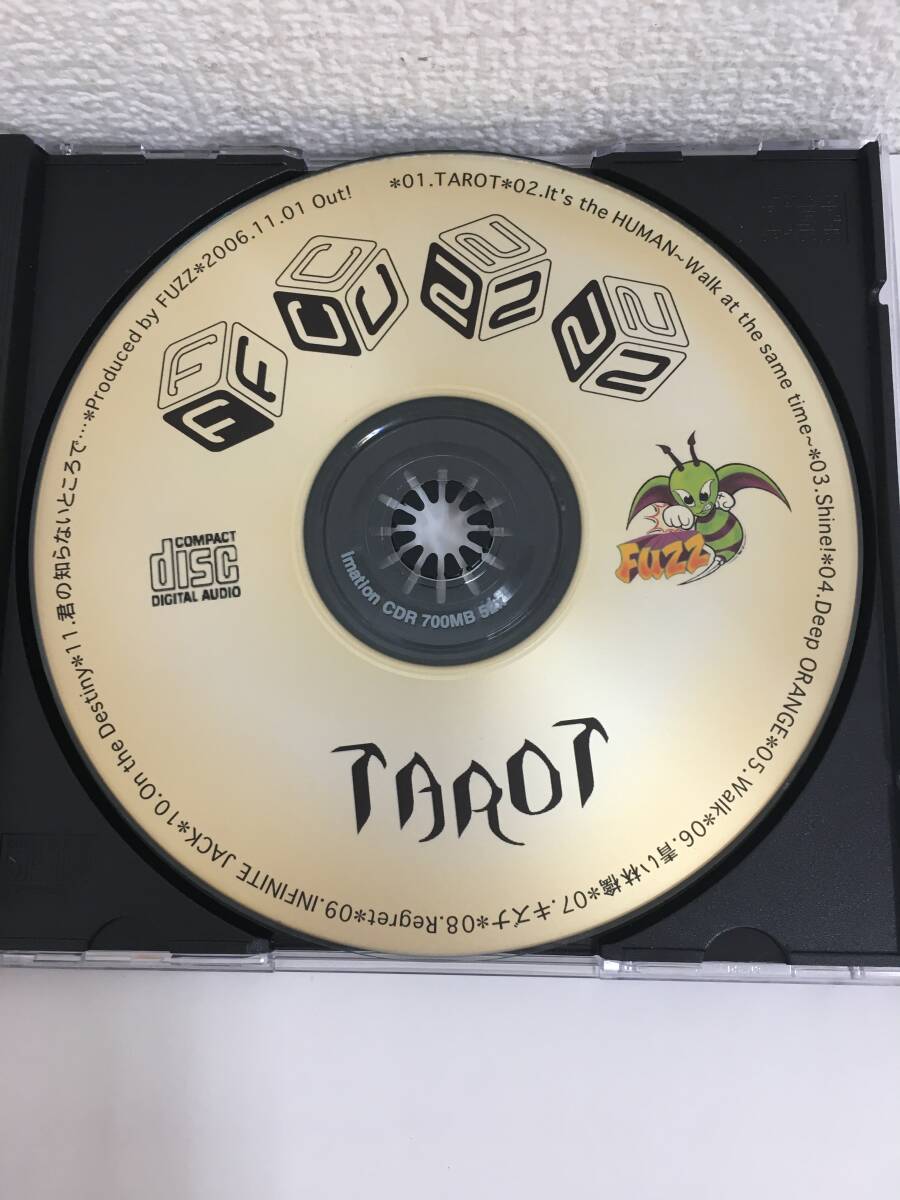 *01.TAROT*02.It's the HUMAN~Walk at the same time~*03.Shine!*04.Deep ORANGE*05.Walk*06.青い林檎*07.キズナ*08.Regret*09.INFINITE JACK*10.On the Destiny*11.君の知らないところで…*Produced by FUZZ*2006.11.01 Out!
F F F U U U Z Z Z Z Z Z
FUZZ
COMPACT
disc
DIGITAL AUDIO
imation CDR 700MB
TAROT